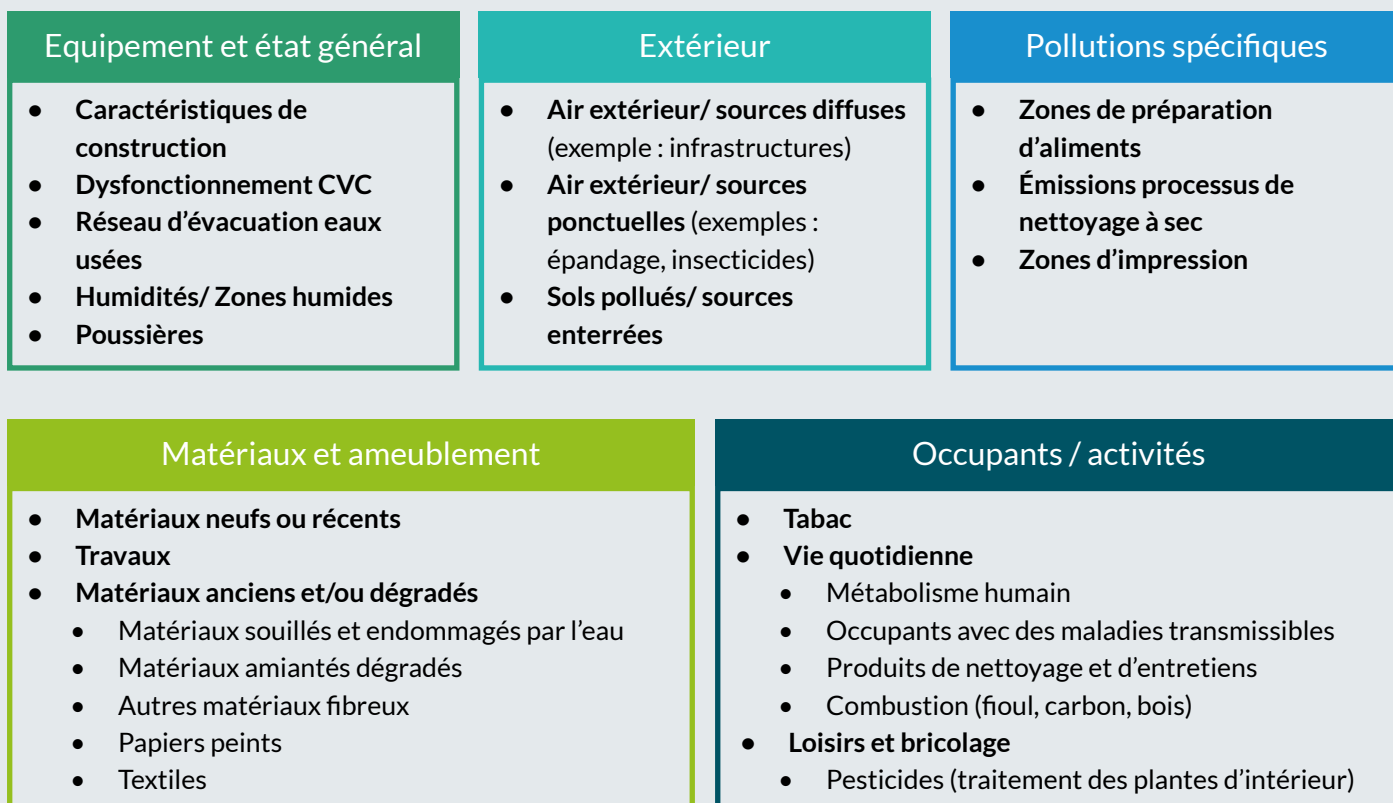 Equipement et état général
● Caractéristiques de
construction
● Dysfonctionnement CVC
● Réseau d’évacuation eaux
usées
● Humidités/ Zones humides
● Poussières
Extérieur
● Air extérieur/ sources diffuses
(exemple : infrastructures)
● Air extérieur/ sources
ponctuelles (exemples :
épandage, insecticides)
● Sols pollués/ sources
enterrées
Pollutions spécifiques
● Zones de préparation
d’aliments
● Émissions processus de
nettoyage à sec
● Zones d’impression
Matériaux et ameublement
● Matériaux neufs ou récents
● Travaux
● Matériaux anciens et/ou dégradés
● Matériaux souillés et endommagés par l’eau
● Matériaux amiantés dégradés
● Autres matériaux fibreux
● Papiers peints
● Textiles
Occupants / activités
● Tabac
● Vie quotidienne
● Métabolisme humain
● Occupants avec des maladies transmissibles
● Produits de nettoyage et d’entretiens
● Combustion (fioul, carbon, bois)
● Loisirs et bricolage
● Pesticides (traitement des plantes d’intérieur)